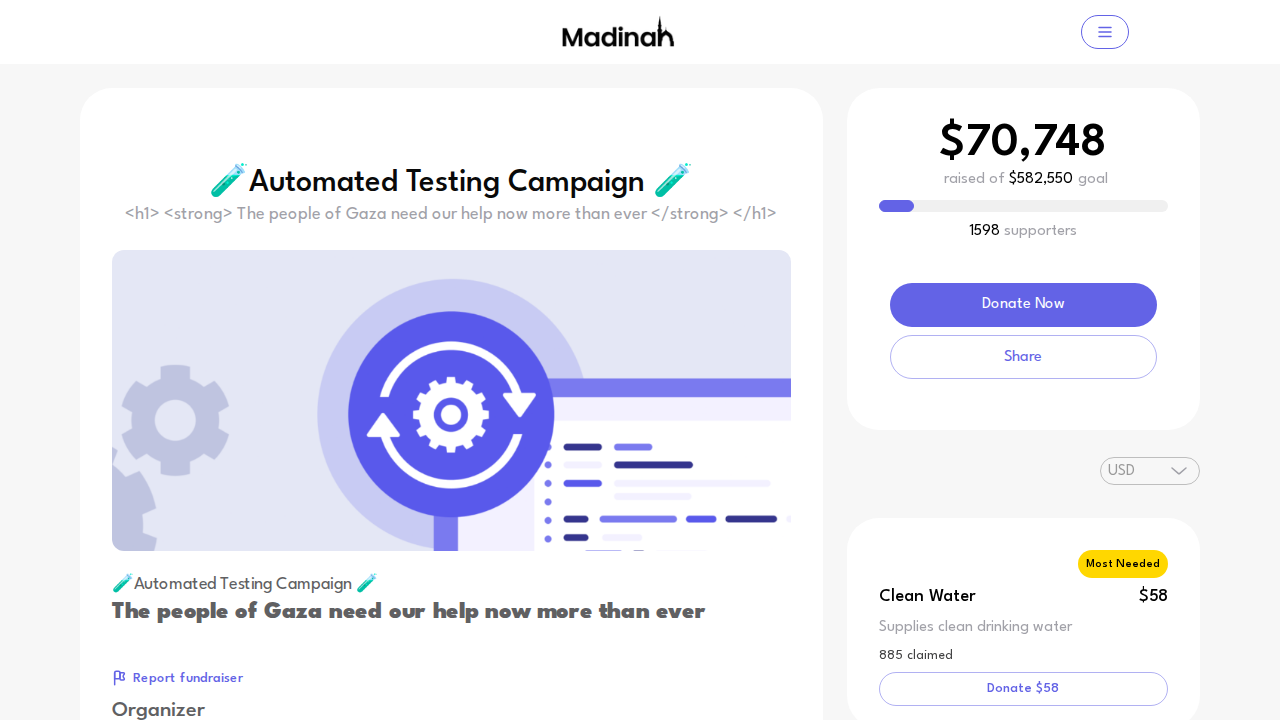 Madinah
🧪Automated Testing Campaign 🧪
<h1> <strong> The people of Gaza need our help now more than ever </strong> </h1>
🧪Automated Testing Campaign 🧪
The people of Gaza need our help now more than ever
Report fundraiser
Organizer
$70,748
raised of $582,550 goal
1598 supporters
Donate Now
Share
USD
Most Needed
Clean Water $58
Supplies clean drinking water
885 claimed
Donate $58